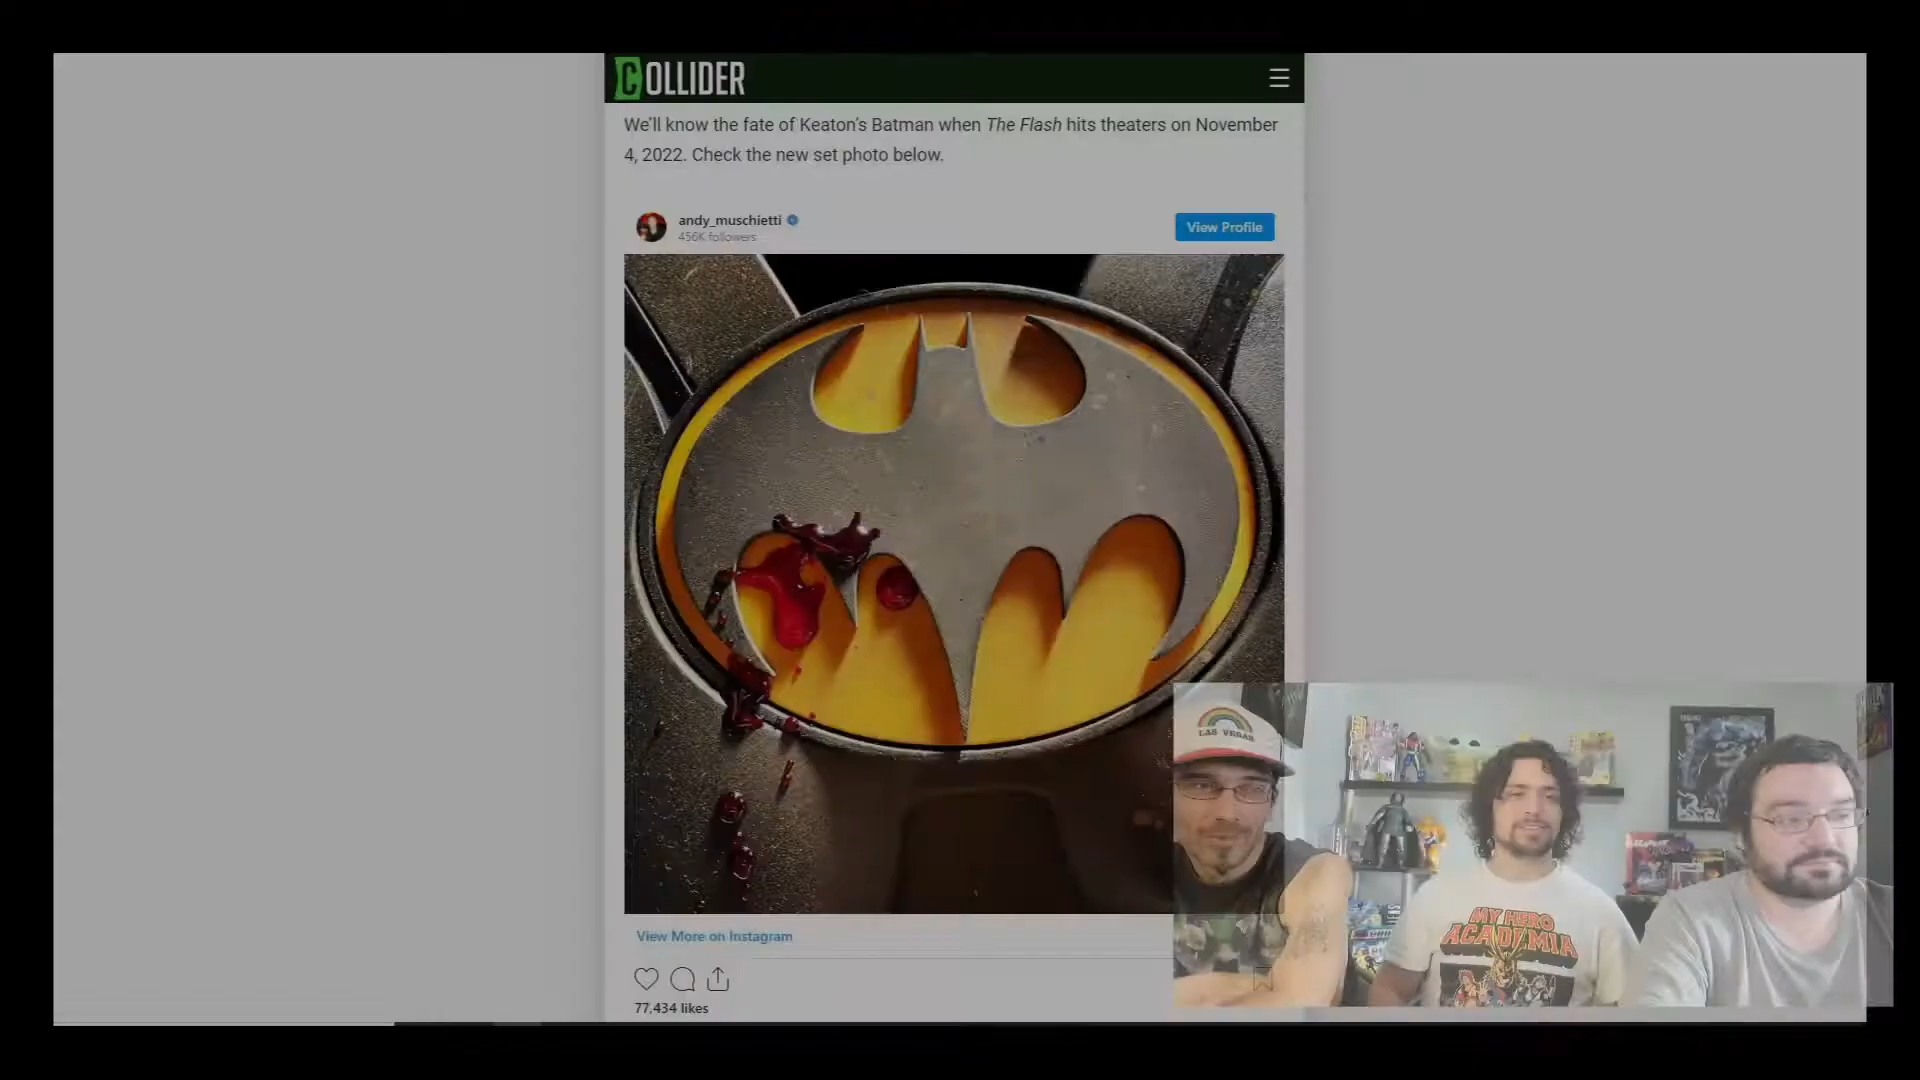 COLLIDER
We'll know the fate of Keaton's Batman when The Flash hits theaters on November
4, 2022. Check the new set photo below.
andy_muschietti
456K followers
View Profile
LAS VEGAS
MY HERO
ACADEMIA
View More on Instagram
77,434 likes